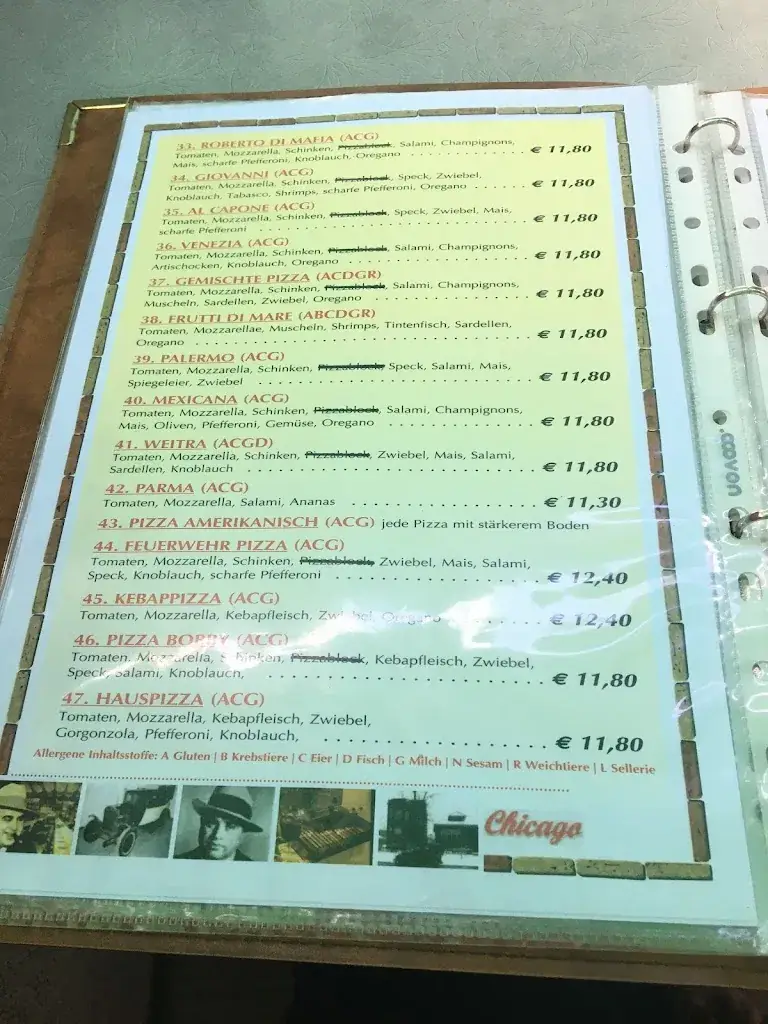 33. ROBERTO DI MAFIA (ACG)
Tomaten, Mozzarella, Schinken, Pizzablock, Salami, Champignons,
Mais, scharfe Pfefferoni, Knoblauch, Oregano . . . . . . . . . . . . € 11,80
34. GIOVANNI (ACG)
Tomaten, Mozzarella, Schinken, Pizzablock, Speck, Zwiebel,
Knoblauch, Tabasco, Shrimps, scharfe Pfefferoni, Oregano . . . . . . € 11,80
35. AL CAPONE (ACG)
Tomaten, Mozzarella, Schinken, Pizzablock, Speck, Zwiebel, Mais,
scharfe Pfefferoni . . . . . . . . . . . . € 11,80
36. VENEZIA (ACG)
Tomaten, Mozzarella, Schinken, Pizzablock, Salami, Champignons,
Artischocken, Knoblauch, Oregano . . . . . . . . . . . . € 11,80
37. GEMISCHTE PIZZA (ACDGR)
Tomaten, Mozzarella, Schinken, Pizzablock, Salami, Champignons,
Muscheln, Sardellen, Zwiebel, Oregano . . . . . . . . . . . . € 11,80
38. FRUTTI DI MARE (ABCDGR)
Tomaten, Mozzarellae, Muscheln, Shrimps, Tintenfisch, Sardellen,
Oregano . . . . . . . . . . . . € 11,80
39. PALERMO (ACG)
Tomaten, Mozzarella, Schinken, Pizzablock, Speck, Salami, Mais,
Spiegeleier, Zwiebel . . . . . . . . . . . . € 11,80
40. MEXICANA (ACG)
Tomaten, Mozzarella, Schinken, Pizzablock, Salami, Champignons,
Mais, Oliven, Pfefferoni, Gemüse, Oregano . . . . . . . . . . . . € 11,80
41. WEITRA (ACGD)
Tomaten, Mozzarella, Schinken, Pizzablock, Zwiebel, Mais, Salami,
Sardellen, Knoblauch . . . . . . . . . . . . € 11,80
42. PARMA (ACG)
Tomaten, Mozzarella, Salami, Ananas . . . . . . . . . . . . € 11,30
43. PIZZA AMERIKANISCH (ACG) jede Pizza mit stärkerem Boden
44. FEUERWEHR PIZZA (ACG)
Tomaten, Mozzarella, Schinken, Pizzablock, Zwiebel, Mais, Salami,
Speck, Knoblauch, scharfe Pfefferoni . . . . . . . . . . . . € 12,40
45. KEBAPPIZZA (ACG)
Tomaten, Mozzarella, Kebapfleisch, Zwiebel, Oregano . . . . . . . . € 12,40
46. PIZZA BOBBY (ACG)
Tomaten, Mozzarella, Schinken, Pizzablock, Kebapfleisch, Zwiebel,
Speck, Salami, Knoblauch, . . . . . . . . . . . . € 11,80
47. HAUSPIZZA (ACG)
Tomaten, Mozzarella, Kebapfleisch, Zwiebel,
Gorgonzola, Pfefferoni, Knoblauch, . . . . . . . . . . . . € 11,80
Allergene Inhaltsstoffe: A Gluten | B Krebstiere | C Eier | D Fisch | G Milch | N Sesam | R Weichtiere | L Sellerie
Chicago